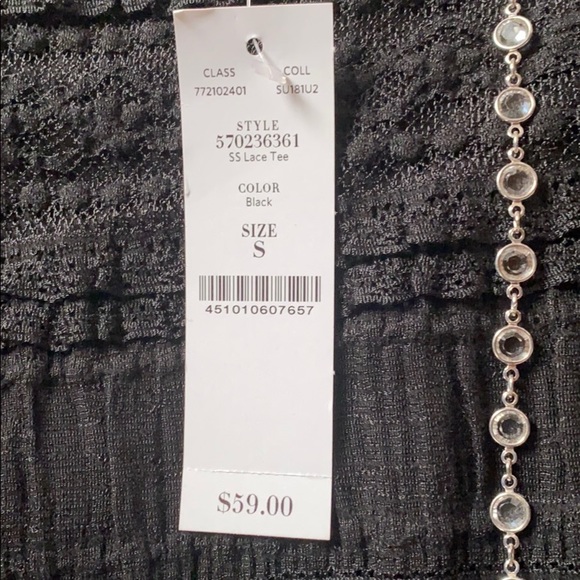 CLASS COLL
772102401 SU181U2
STYLE
570236361
SS Lace Tee
COLOR
Black
SIZE
S
451010607657
$59.00